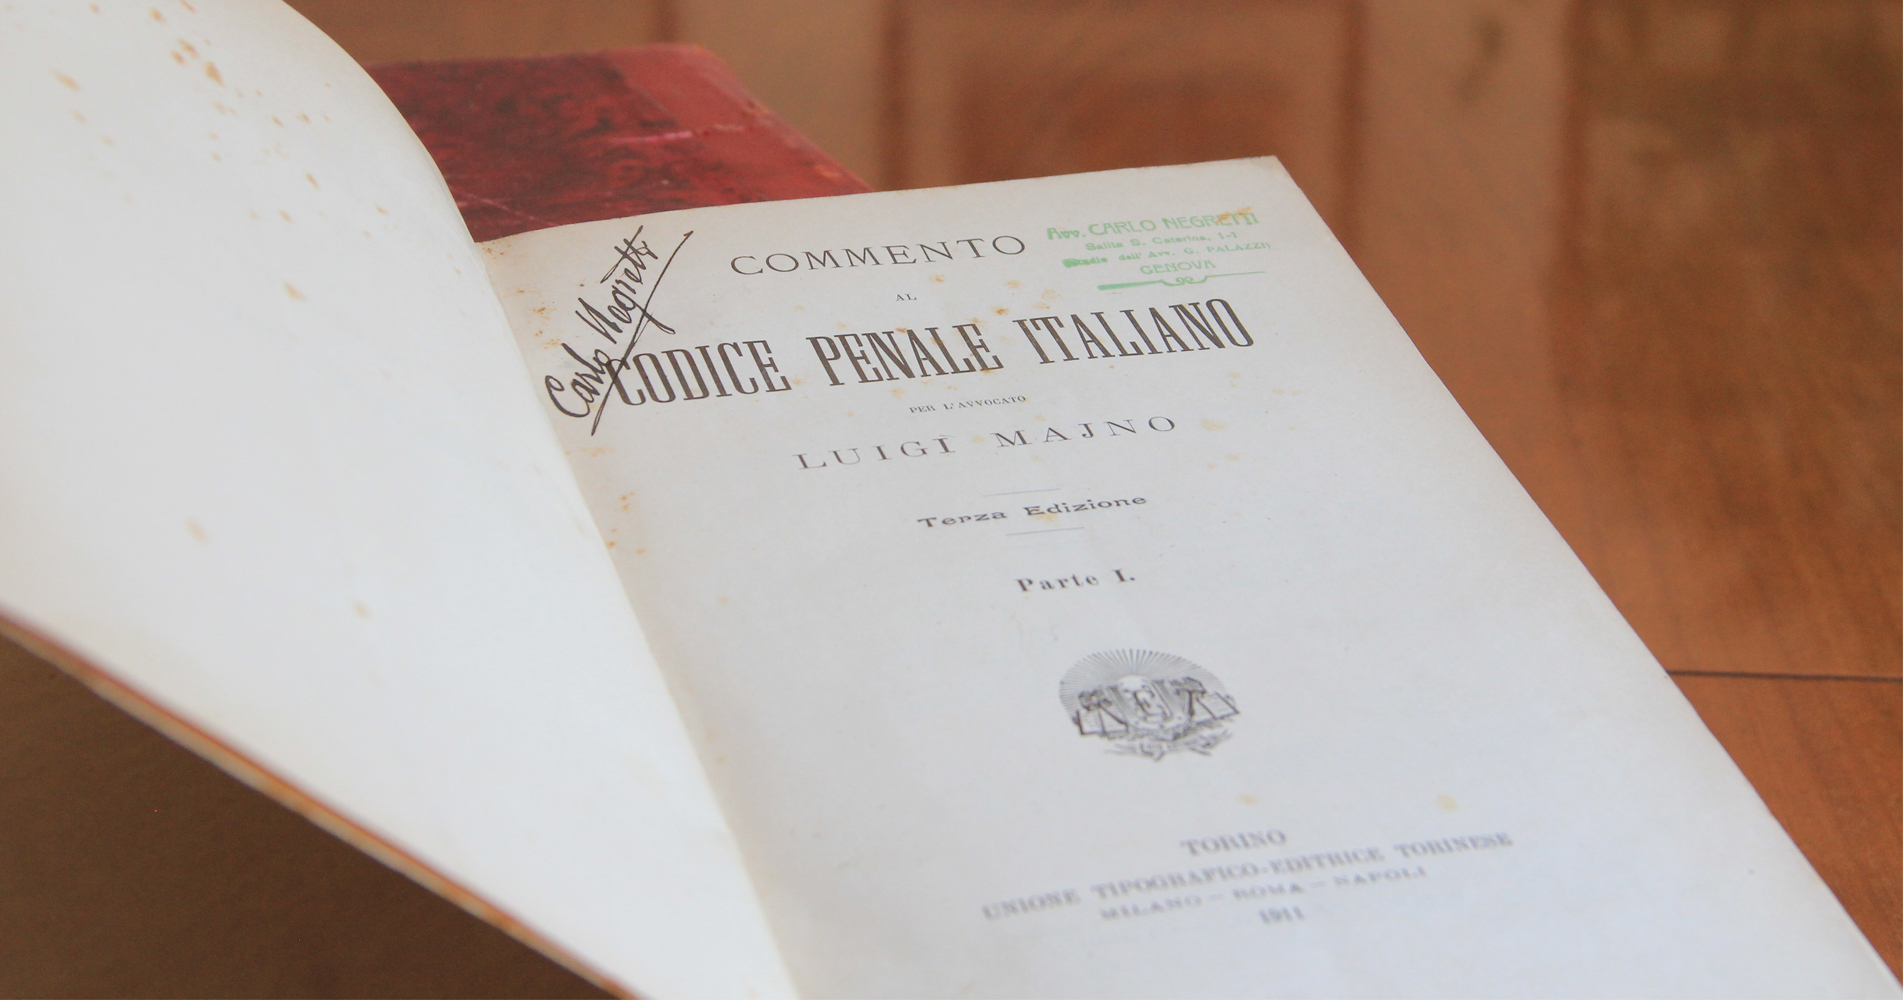 Carlo Negretti
COMMENTO
Avv. CARLO NEGRETTI
Salita S. Caterina, 1-1
Studio dell' Avv. G. PALAZZI
GENOVA
AL
CODICE PENALE ITALIANO
PER L'AVVOCATO
LUIGI MAJNO
Terza Edizione
Parte I.
TORINO
UNIONE TIPOGRAFICO-EDITRICE TORINESE
MILANO – ROMA – NAPOLI
1911